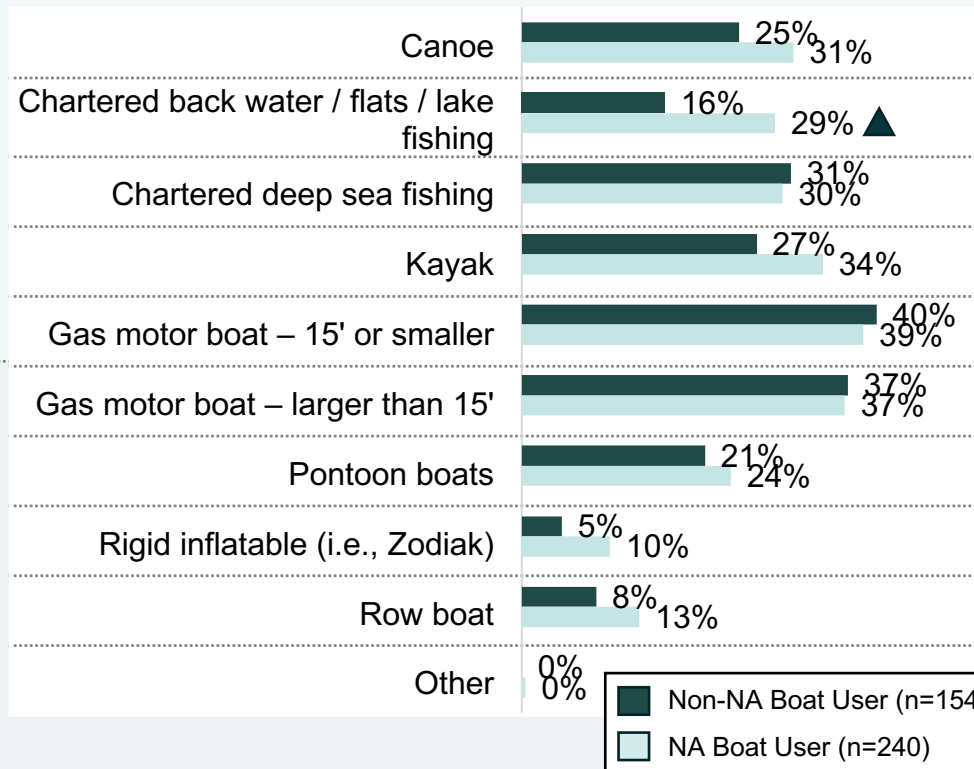 Canoe
25%
31%
Chartered back water / flats / lake
fishing
16%
29%
Chartered deep sea fishing
31%
30%
Kayak
27%
34%
Gas motor boat – 15' or smaller
40%
39%
Gas motor boat – larger than 15'
37%
37%
Pontoon boats
21%
24%
Rigid inflatable (i.e., Zodiak)
5%
10%
Row boat
8%
13%
Other
0%
0%
Non-NA Boat User (n=154
NA Boat User (n=240)